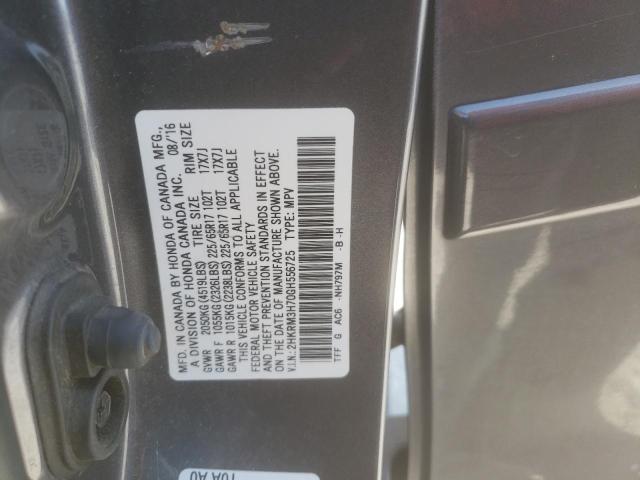 MFD. IN CANADA BY HONDA OF CANADA MFG.,
A DIVISION OF HONDA CANADA INC. 08/'16
TIRE SIZE RIM SIZE
GVWR 2050KG(4519LBS)
GAWR F 1055KG(2326LBS) 225/65R17 102T 17X7J
GAWR R 1015KG(2238LBS) 225/65R17 102T 17X7J
THIS VEHICLE CONFORMS TO ALL APPLICABLE
FEDERAL MOTOR VEHICLE SAFETY
AND THEFT PREVENTION STANDARDS IN EFFECT
ON THE DATE OF MANUFACTURE SHOWN ABOVE.
V.I.N.: 2HKRM3H70GH556725 TYPE: MPV
TFF G AC6 -NH797M -B -H